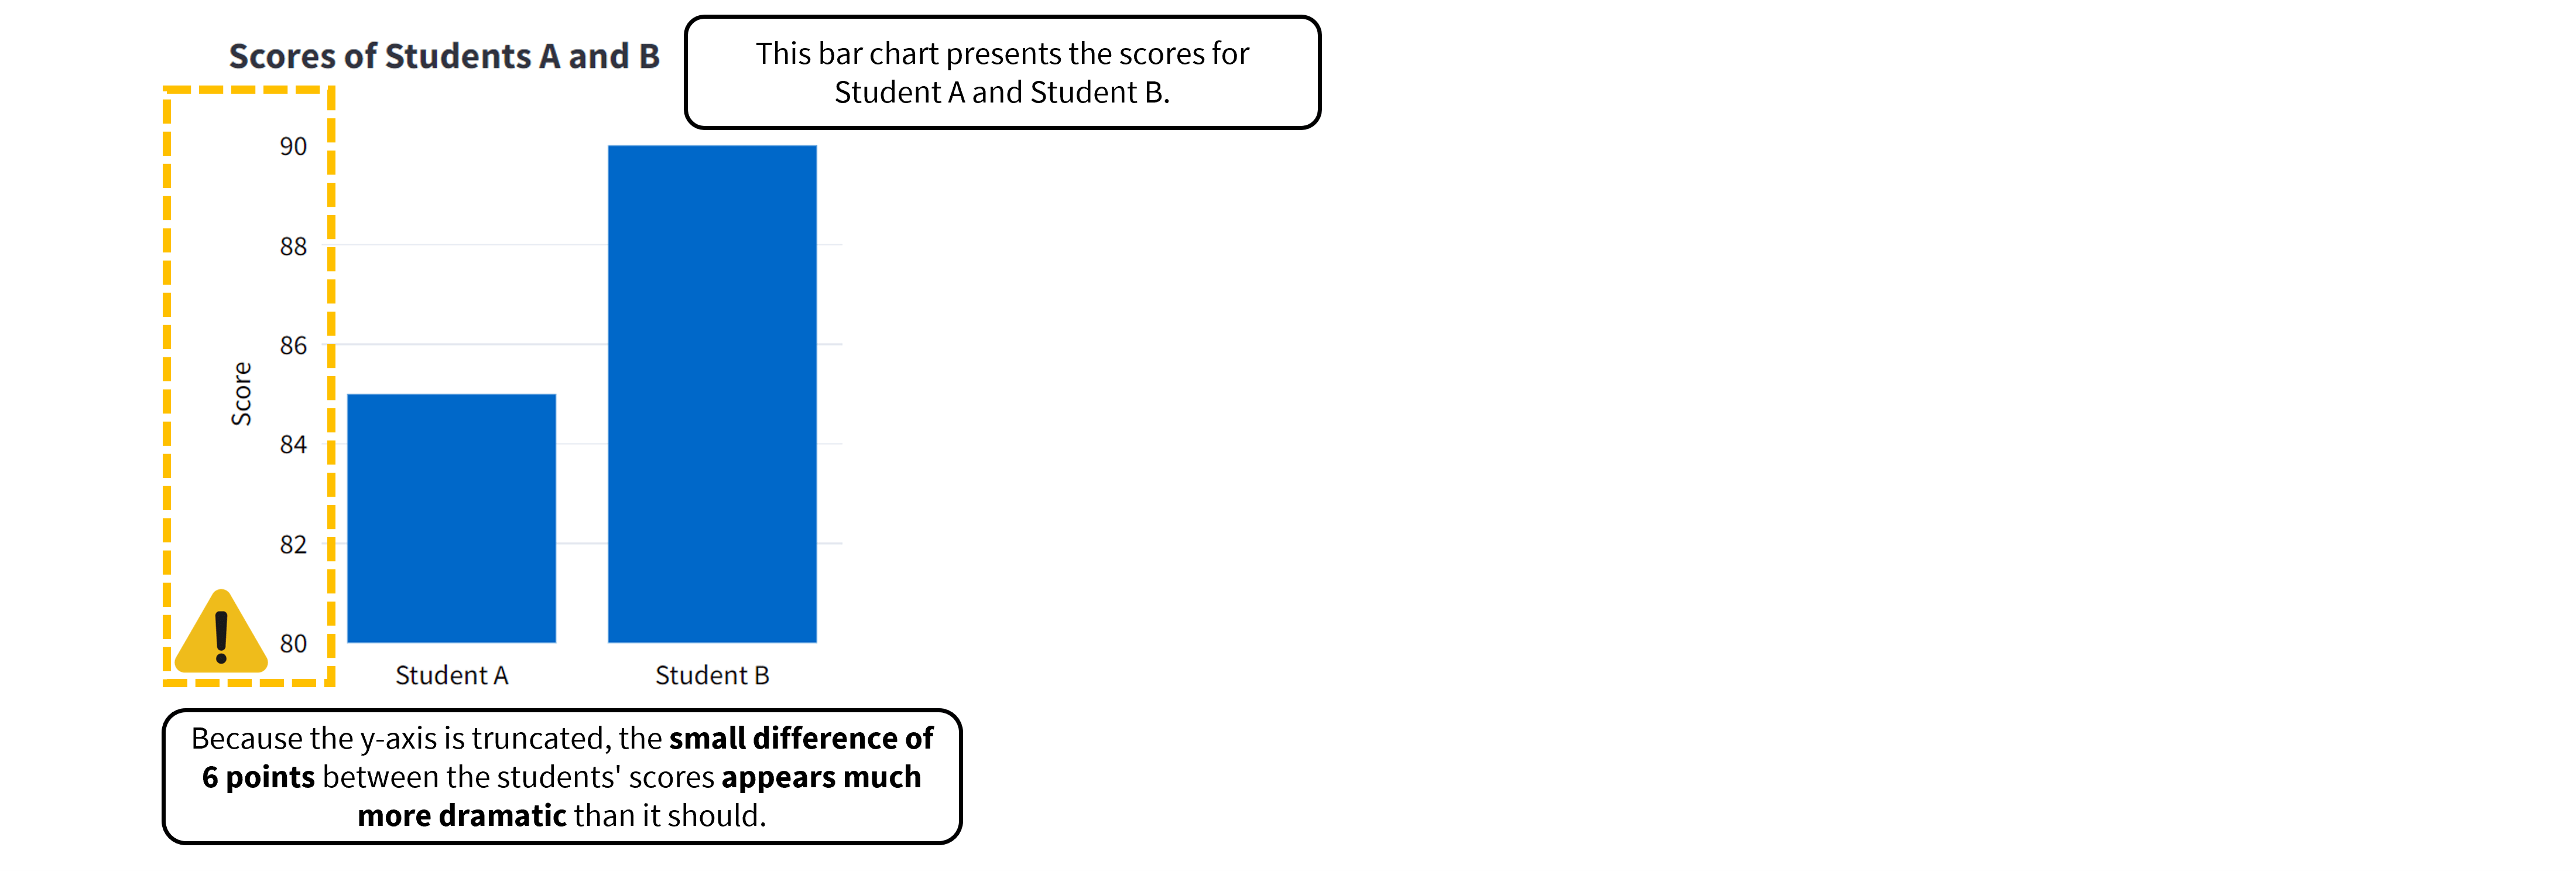 Scores of Students A and B
This bar chart presents the scores for
Student A and Student B.
90
88
86
84
82
80
Score
Student A
Student B
Because the y-axis is truncated, the small difference of
6 points between the students' scores appears much
more dramatic than it should.